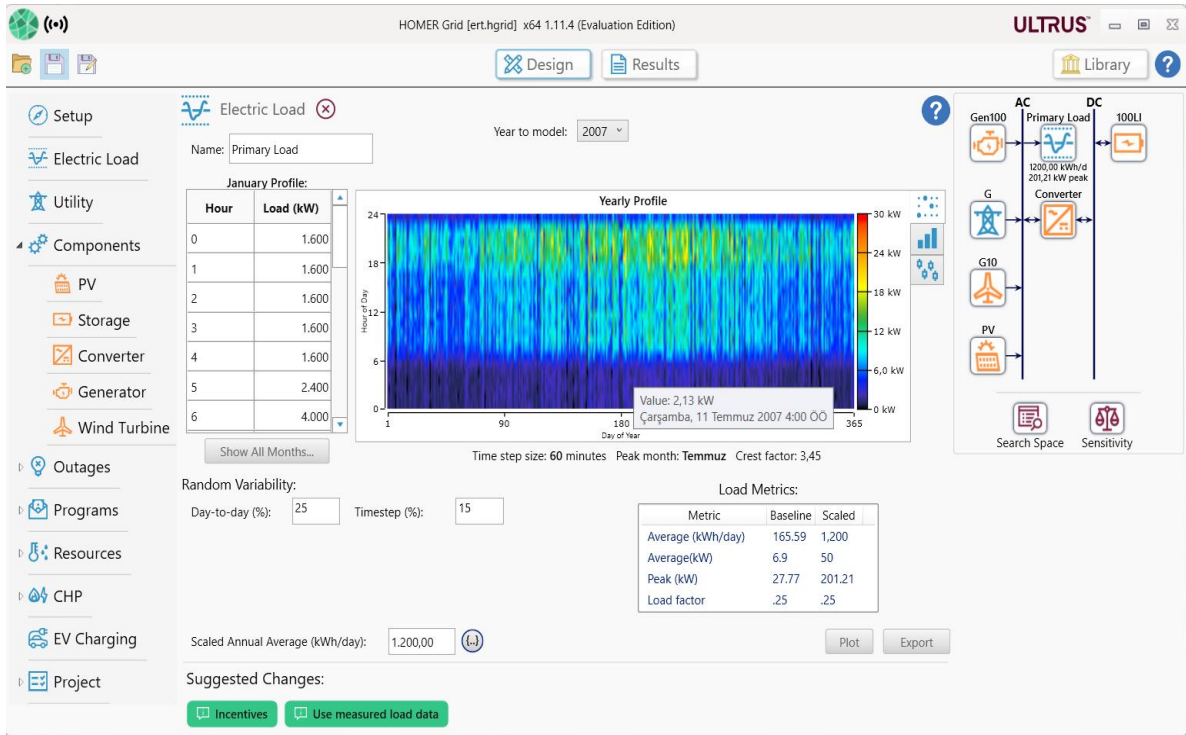 HOMER Grid [ert.hgrid] x64 1.11.4 (Evaluation Edition)
ULTRUS
Design
Results
Library
?
Setup
Electric Load
Utility
Components
PV
Storage
Converter
Generator
Wind Turbine
Outages
Programs
Resources
CHP
EV Charging
Project
Electric Load
?
Name: Primary Load
Year to model: 2007
January Profile:
Hour Load (kW)
0 1.600
1 1.600
2 1.600
3 1.600
4 1.600
5 2.400
6 4.000
Show All Months...
Yearly Profile
Hour of Day
24
18
12
6
0
1 90 180 365
Day of Year
30 kW
24 kW
18 kW
12 kW
6,0 kW
0 kW
Value: 2,13 kW
Çarşamba, 11 Temmuz 2007 4:00 ÖÖ
Time step size: 60 minutes Peak month: Temmuz Crest factor: 3,45
Random Variability:
Day-to-day (%): 25 Timestep (%): 15
Load Metrics:
Metric Baseline Scaled
Average (kWh/day) 165.59 1,200
Average(kW) 6.9 50
Peak (kW) 27.77 201.21
Load factor .25 .25
Scaled Annual Average (kWh/day): 1.200,00 {..}
Plot Export
Suggested Changes:
Incentives
Use measured load data
AC DC
Gen100 Primary Load 100LI
1200,00 kWh/d
201,21 kW peak
G Converter
G10
PV
Search Space Sensitivity